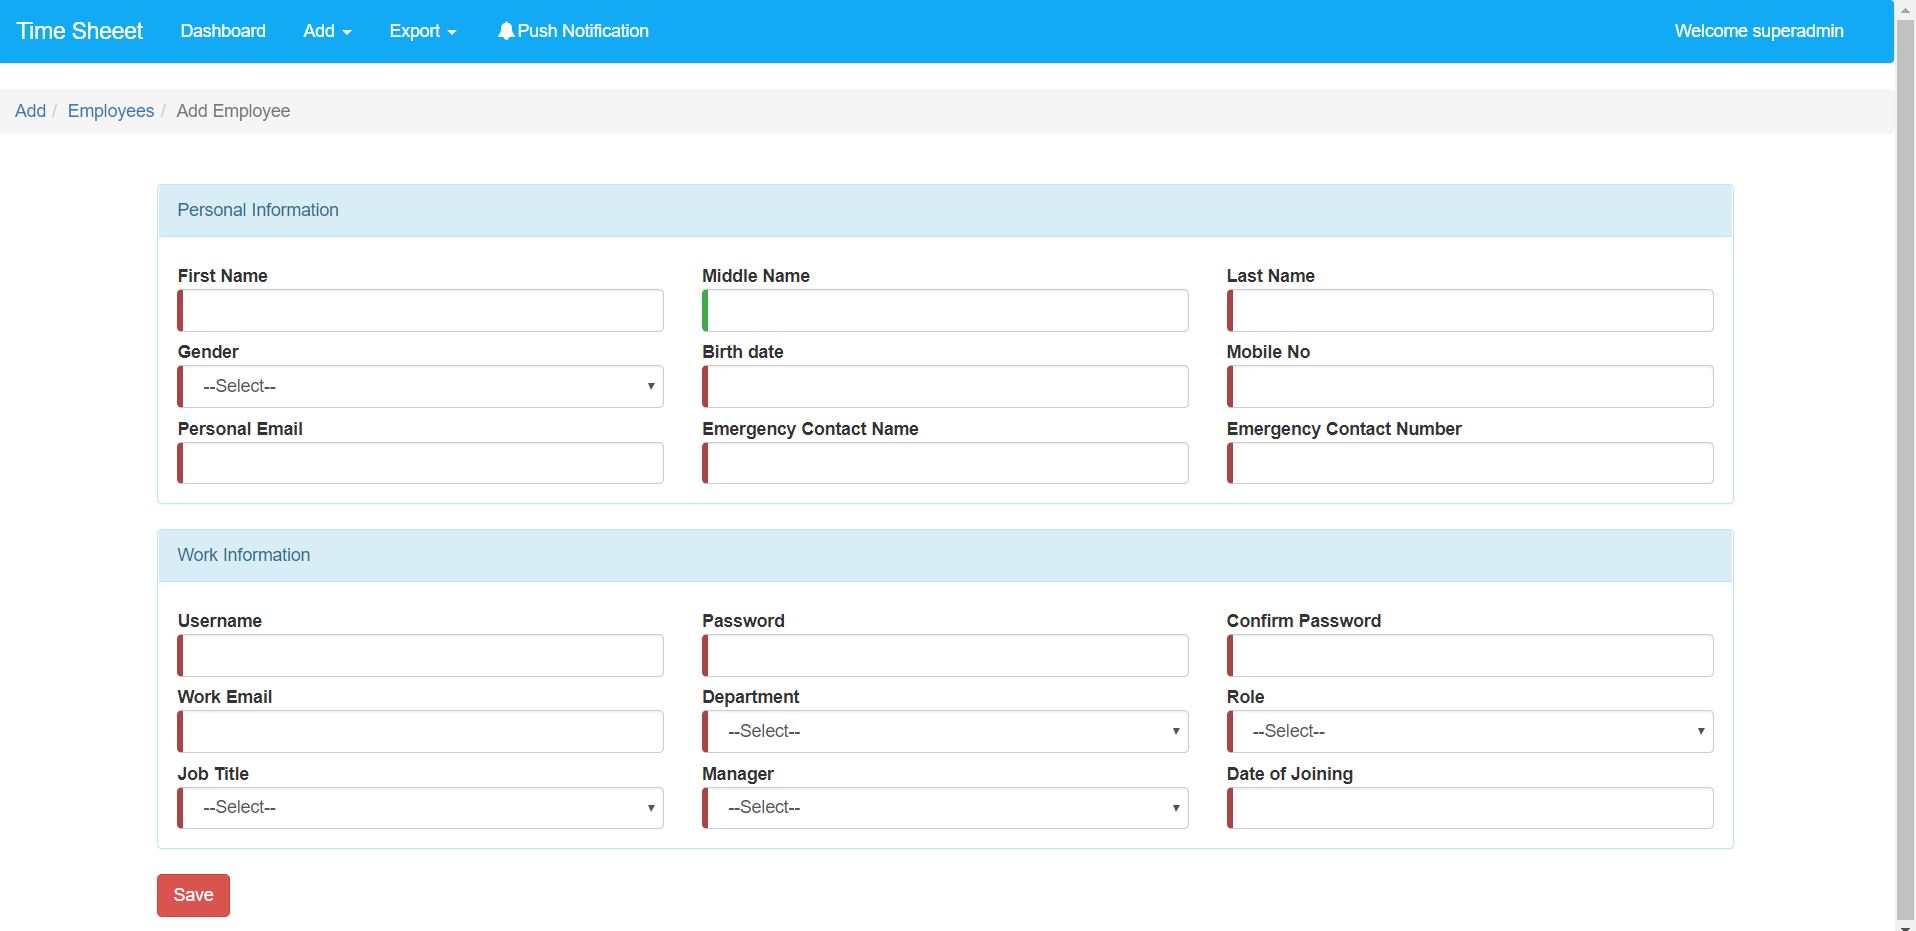 Time Sheeet Dashboard Add Export Push Notification Welcome superadmin
Add / Employees / Add Employee
Personal Information
First Name Middle Name Last Name
Gender Birth date Mobile No
--Select--
Personal Email Emergency Contact Name Emergency Contact Number
Work Information
Username Password Confirm Password
Work Email Department Role
--Select-- --Select--
Job Title Manager Date of Joining
--Select-- --Select--
Save